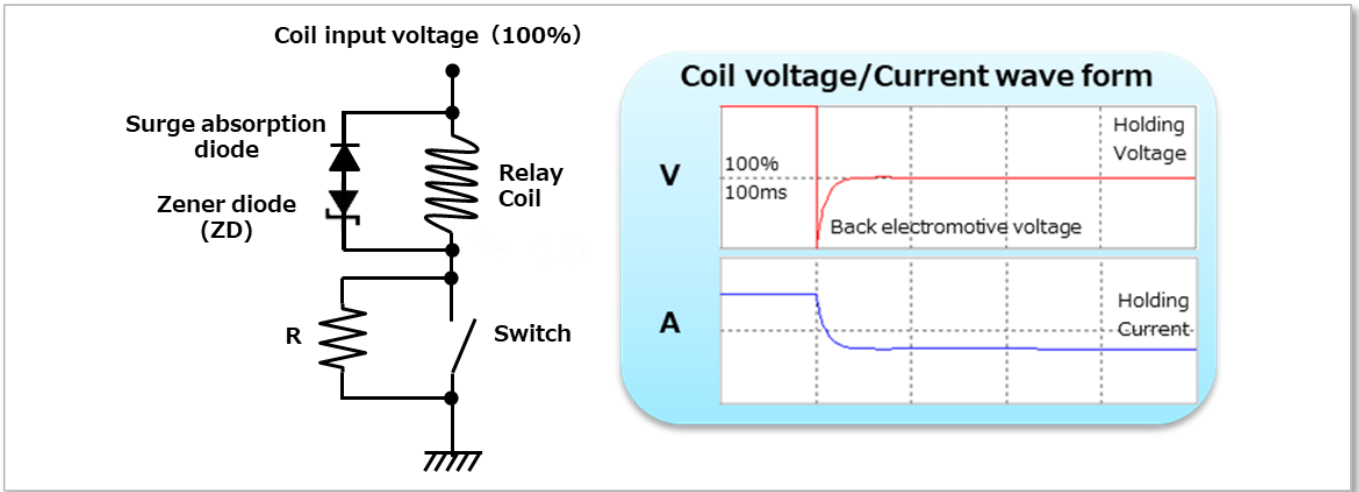 Coil input voltage（100%）
Surge absorption
diode
Zener diode
(ZD)
Relay
Coil
R
Switch
Coil voltage/Current wave form
V
100%
100ms
Holding
Voltage
Back electromotive voltage
A
Holding
Current